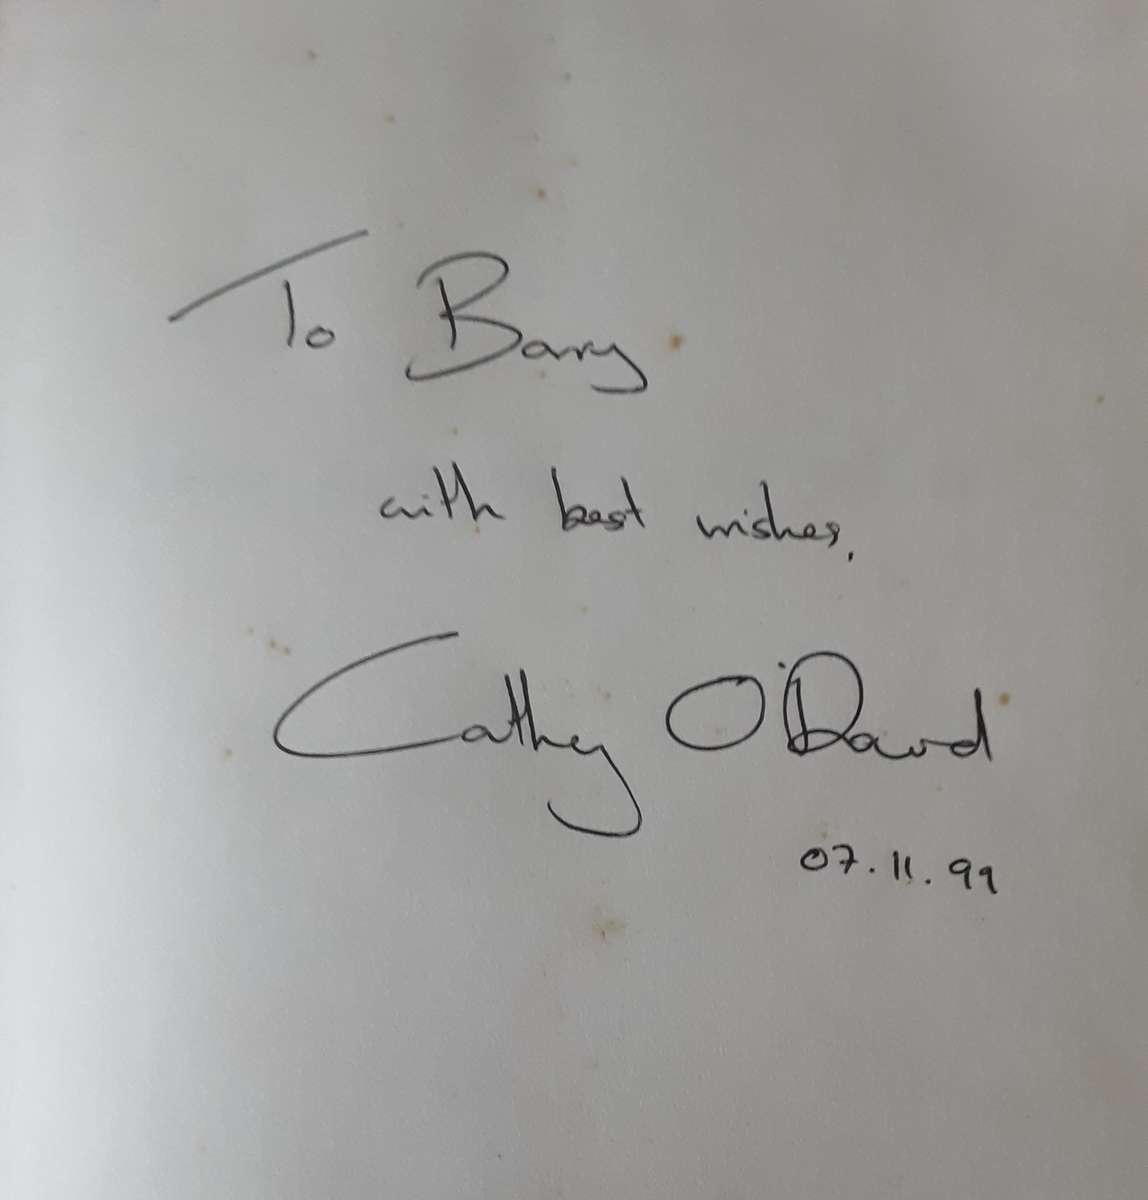 To Barry
with best wishes,
Cathy O'Dowd
07.11.99